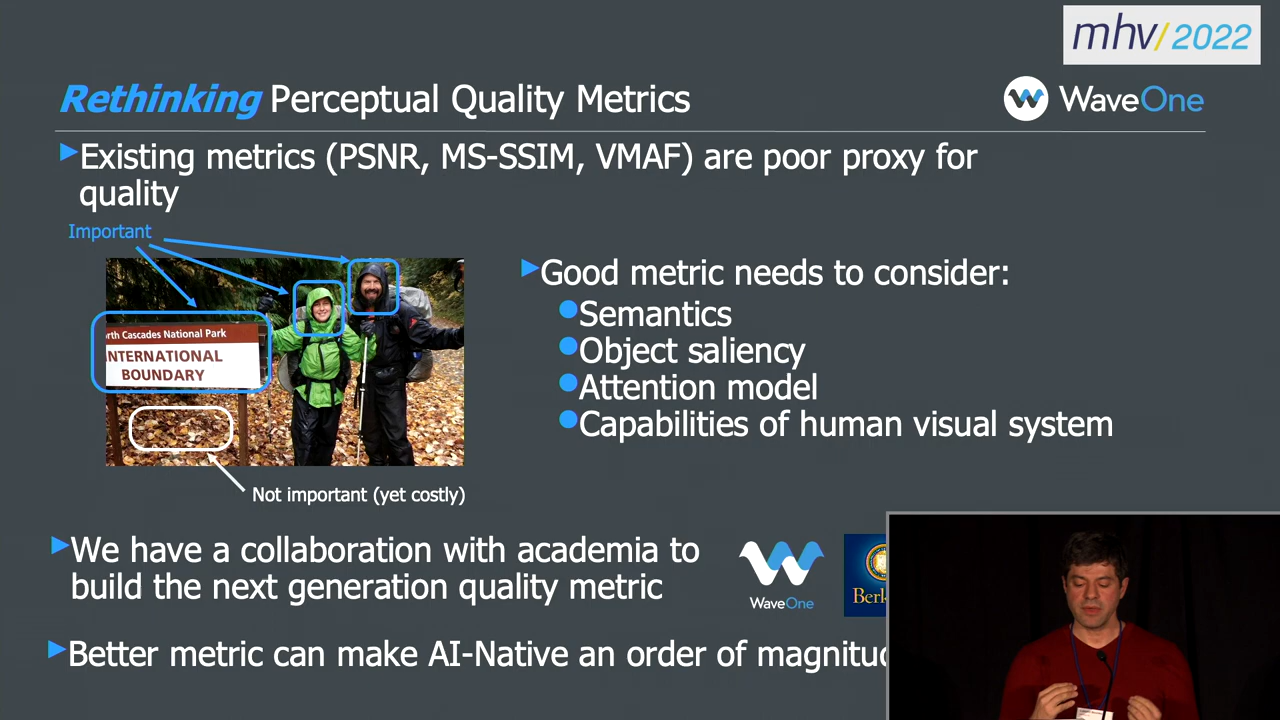 mhv/2022
Rethinking Perceptual Quality Metrics
WaveOne
Existing metrics (PSNR, MS-SSIM, VMAF) are poor proxy for
quality
Important
rth Cascades National Park
NTERNATIONAL
BOUNDARY
Not important (yet costly)
Good metric needs to consider:
Semantics
Object saliency
Attention model
Capabilities of human visual system
We have a collaboration with academia to
build the next generation quality metric
WaveOne
Berk
Better metric can make AI-Native an order of magnitud